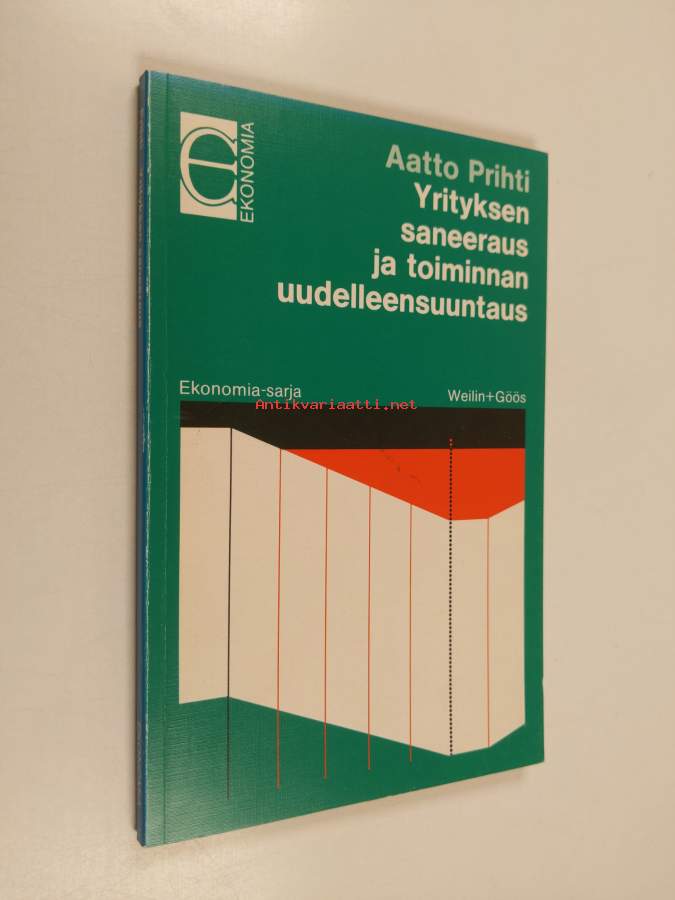 EKONOMIA
Aatto Prihti
Yrityksen
saneeraus
ja toiminnan
uudelleensuuntaus
Ekonomia-sarja
Weilin+Göös
Antikvariaatti.net